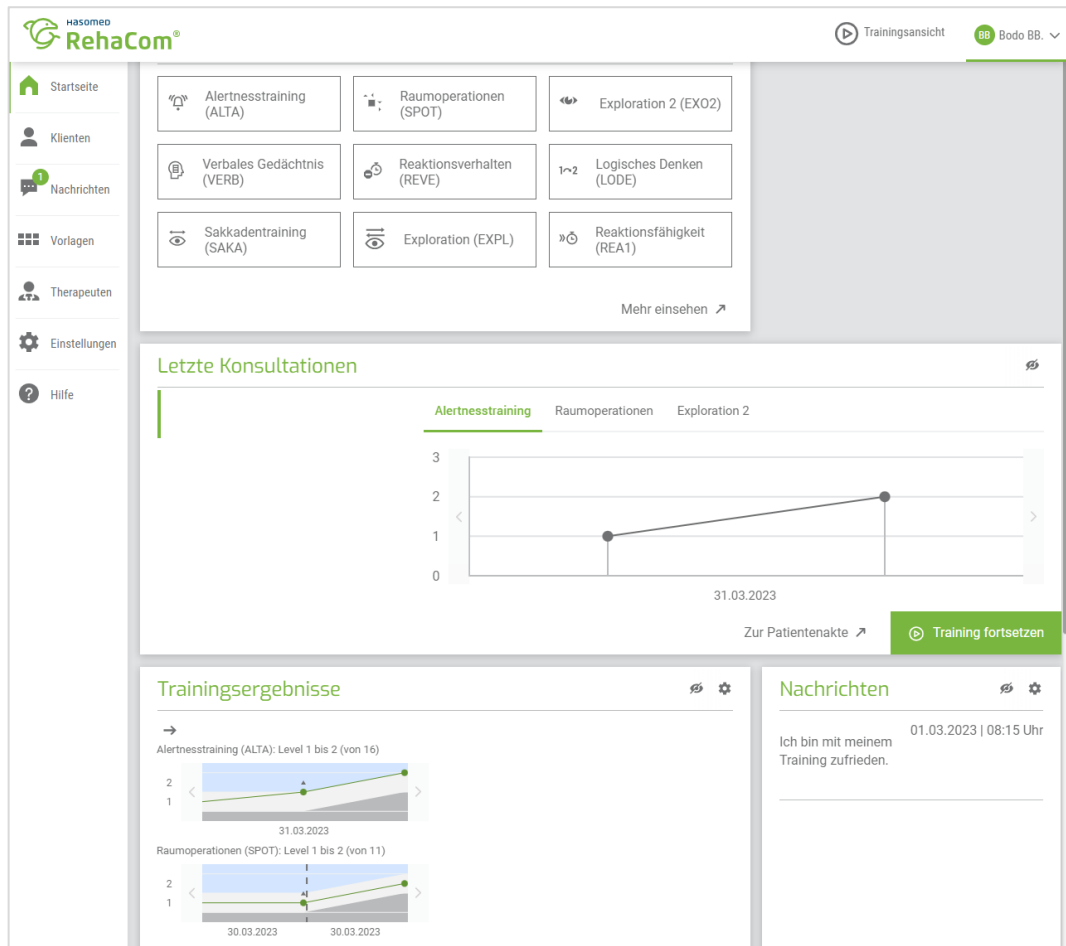 HASOMED
RehaCom®
Trainingsansicht
BB Bodo BB.
Startseite
Klienten
1
Nachrichten
Vorlagen
Therapeuten
Einstellungen
Hilfe
Alertnesstraining
(ALTA)
Raumoperationen
(SPOT)
Exploration 2 (EXO2)
Verbales Gedächtnis
(VERB)
Reaktionsverhalten
(REVE)
1 2
Logisches Denken
(LODE)
Sakkadentraining
(SAKA)
Exploration (EXPL)
Reaktionsfähigkeit
(REA1)
Mehr einsehen
Letzte Konsultationen
Alertnesstraining Raumoperationen Exploration 2
3
2
1
0
31.03.2023
Zur Patientenakte
Training fortsetzen
Trainingsergebnisse
Alertnesstraining (ALTA): Level 1 bis 2 (von 16)
2
1
31.03.2023
Raumoperationen (SPOT): Level 1 bis 2 (von 11)
2
1
30.03.2023 30.03.2023
Nachrichten
01.03.2023 | 08:15 Uhr
Ich bin mit meinem
Training zufrieden.